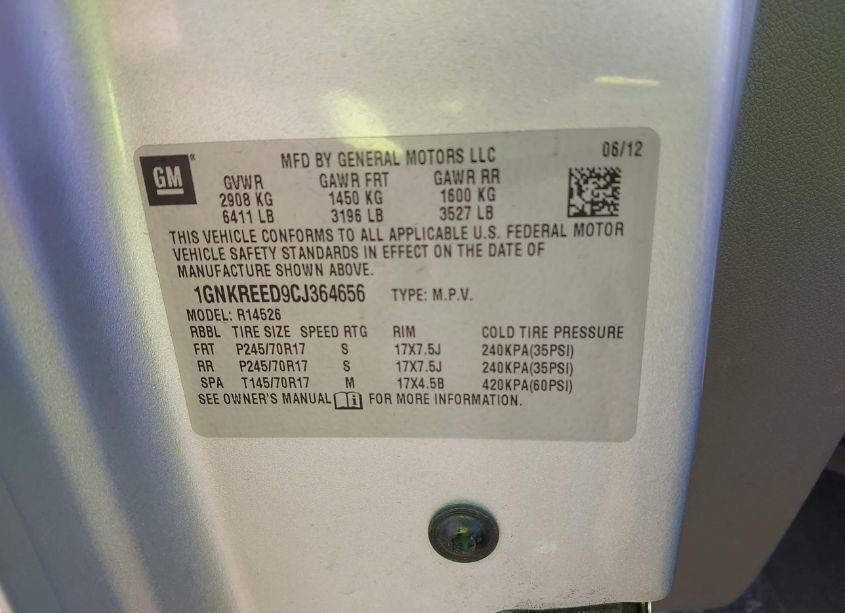 GM
MFD BY GENERAL MOTORS LLC 06/12
GVWR GAWR FRT GAWR RR
2908 KG 1450 KG 1600 KG
6411 LB 3196 LB 3527 LB
THIS VEHICLE CONFORMS TO ALL APPLICABLE U.S. FEDERAL MOTOR
VEHICLE SAFETY STANDARDS IN EFFECT ON THE DATE OF
MANUFACTURE SHOWN ABOVE.
1GNKREED9CJ364656 TYPE: M.P.V.
MODEL: R14526
RBBL TIRE SIZE SPEED RTG RIM COLD TIRE PRESSURE
FRT P245/70R17 S 17X7.5J 240KPA(35PSI)
RR P245/70R17 S 17X7.5J 240KPA(35PSI)
SPA T145/70R17 M 17X4.5B 420KPA(60PSI)
SEE OWNER'S MANUAL FOR MORE INFORMATION.